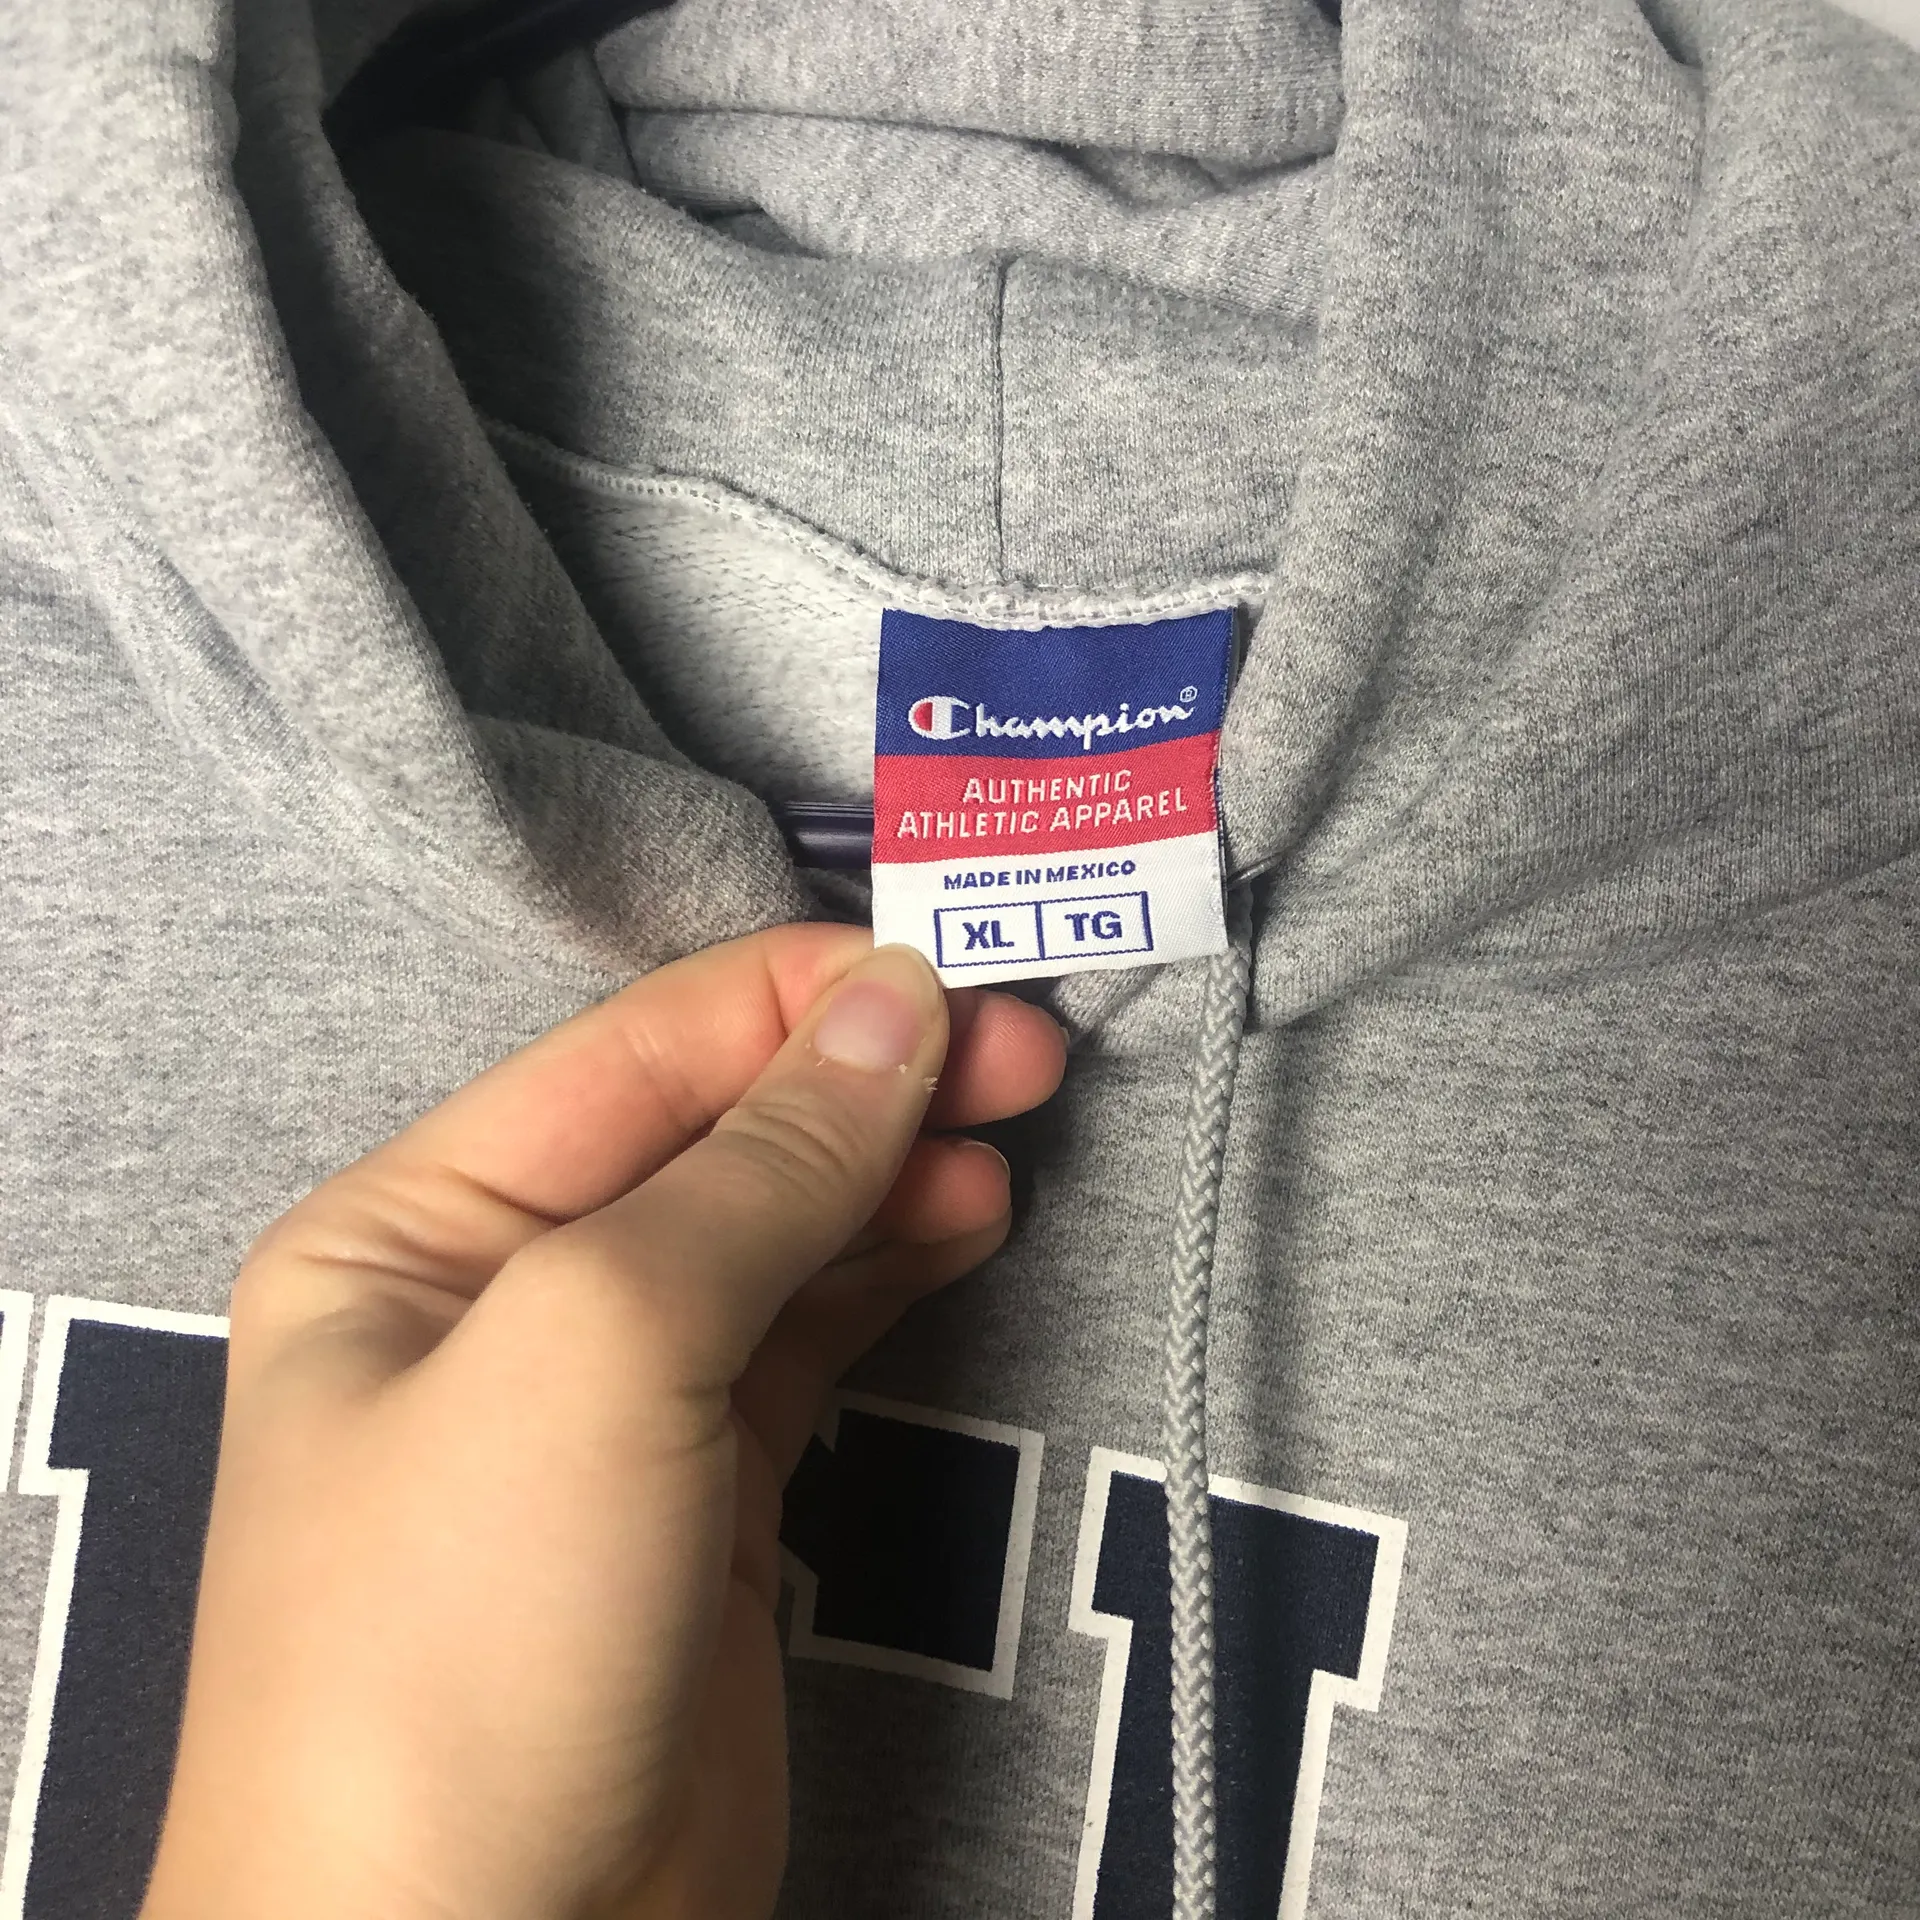 Champion®
AUTHENTIC
ATHLETIC APPAREL
MADE IN MEXICO
XL TG